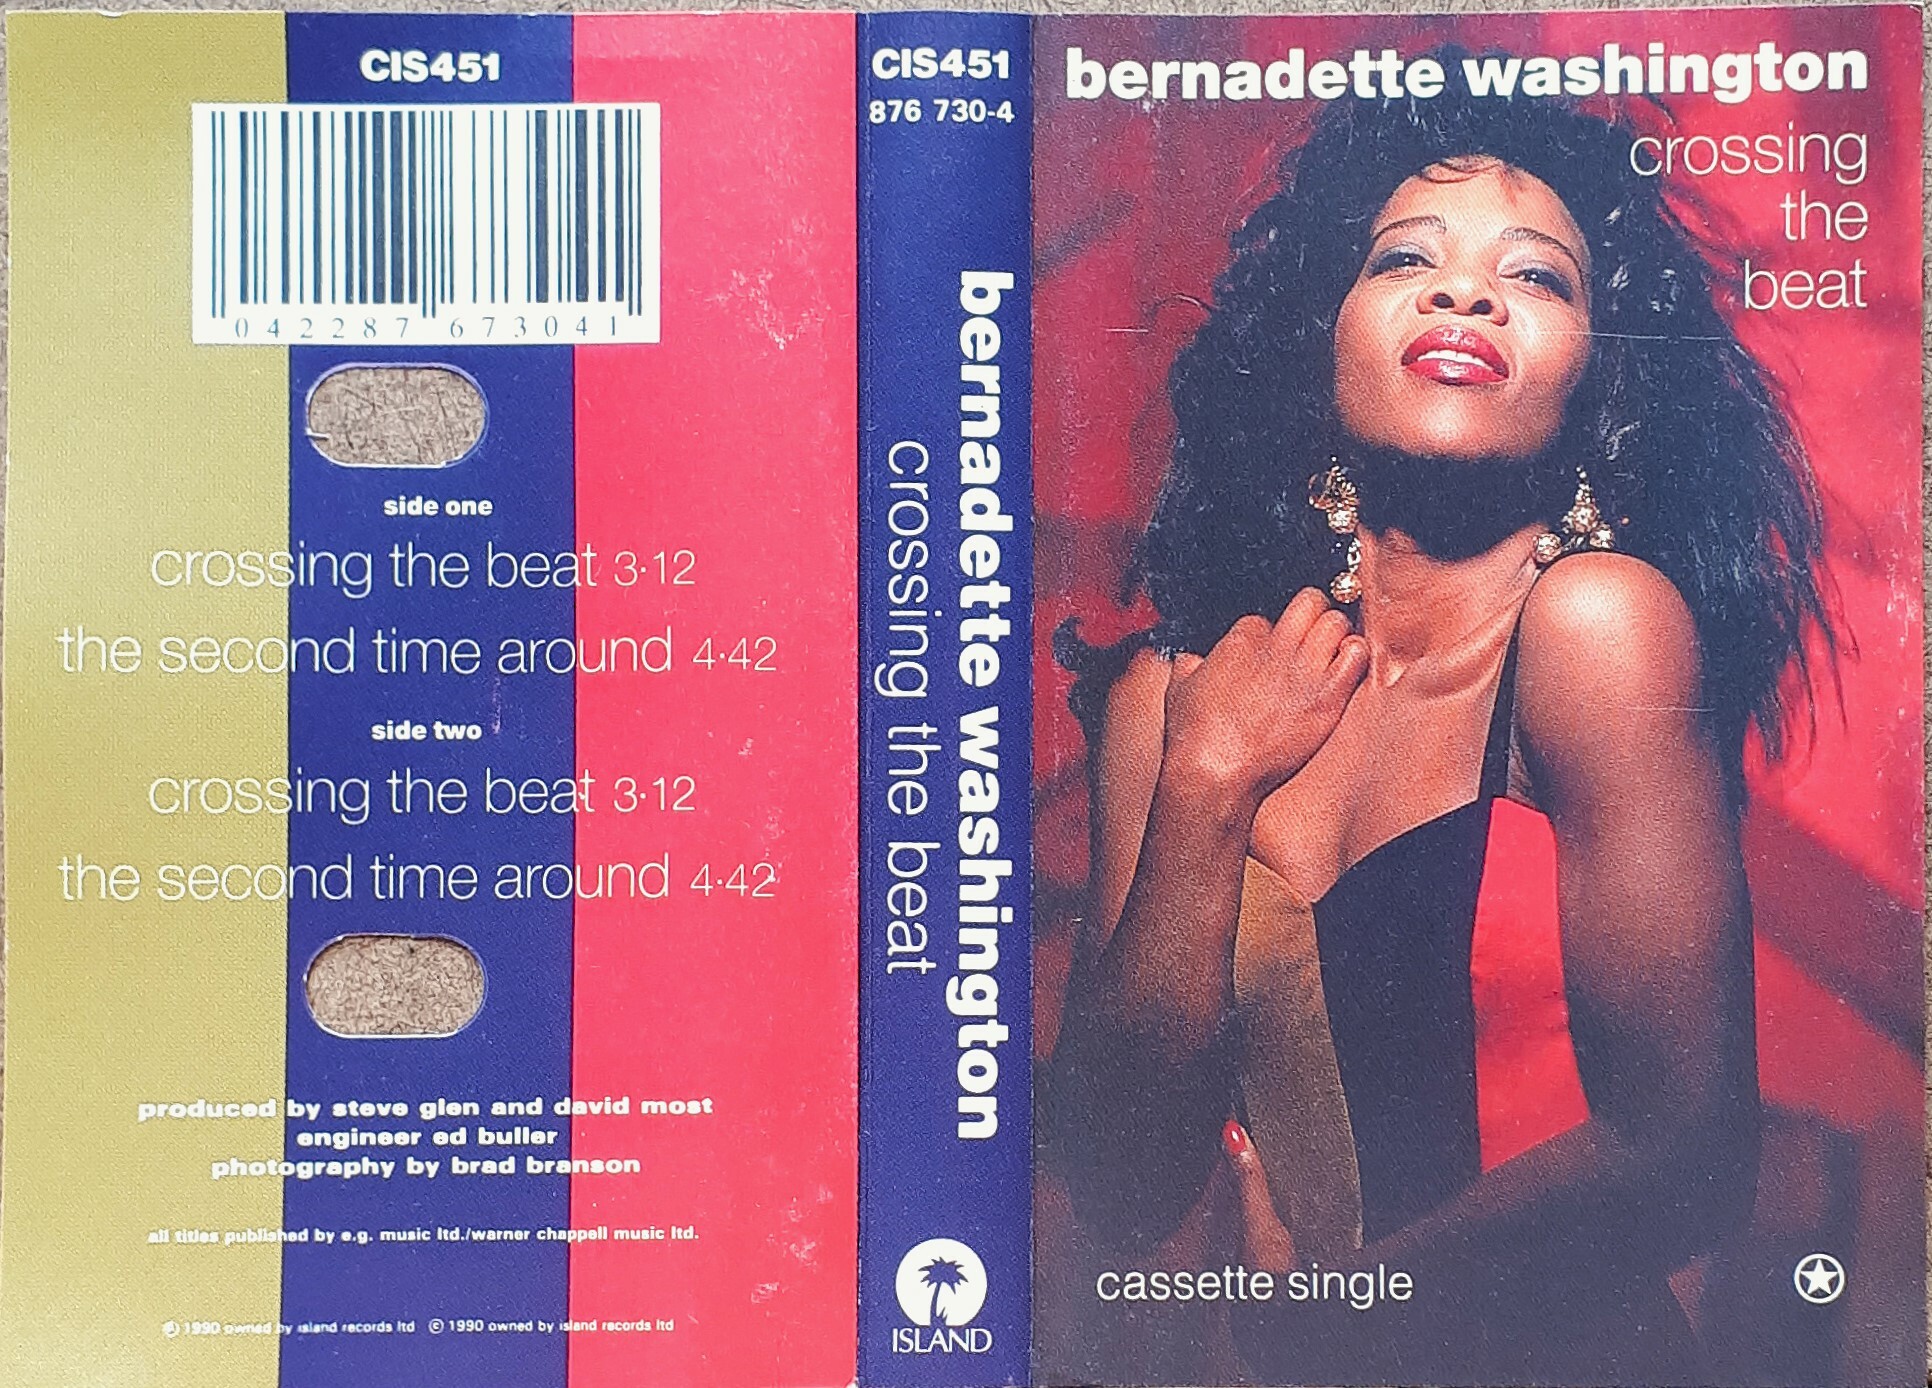 CIS451
0 42287 673041
side one
crossing the beat 3·12
the second time around 4·42
side two
crossing the beat 3·12
the second time around 4·42
produced by steve glen and david most
engineer ed buller
photography by brad branson
all titles published by e.g. music ltd./warner chappell music ltd.
℗ 1990 owned by island records ltd © 1990 owned by island records ltd
CIS451
876 730-4
bernadette washington
crossing the beat
ISLAND
bernadette washington
crossing
the
beat
cassette single